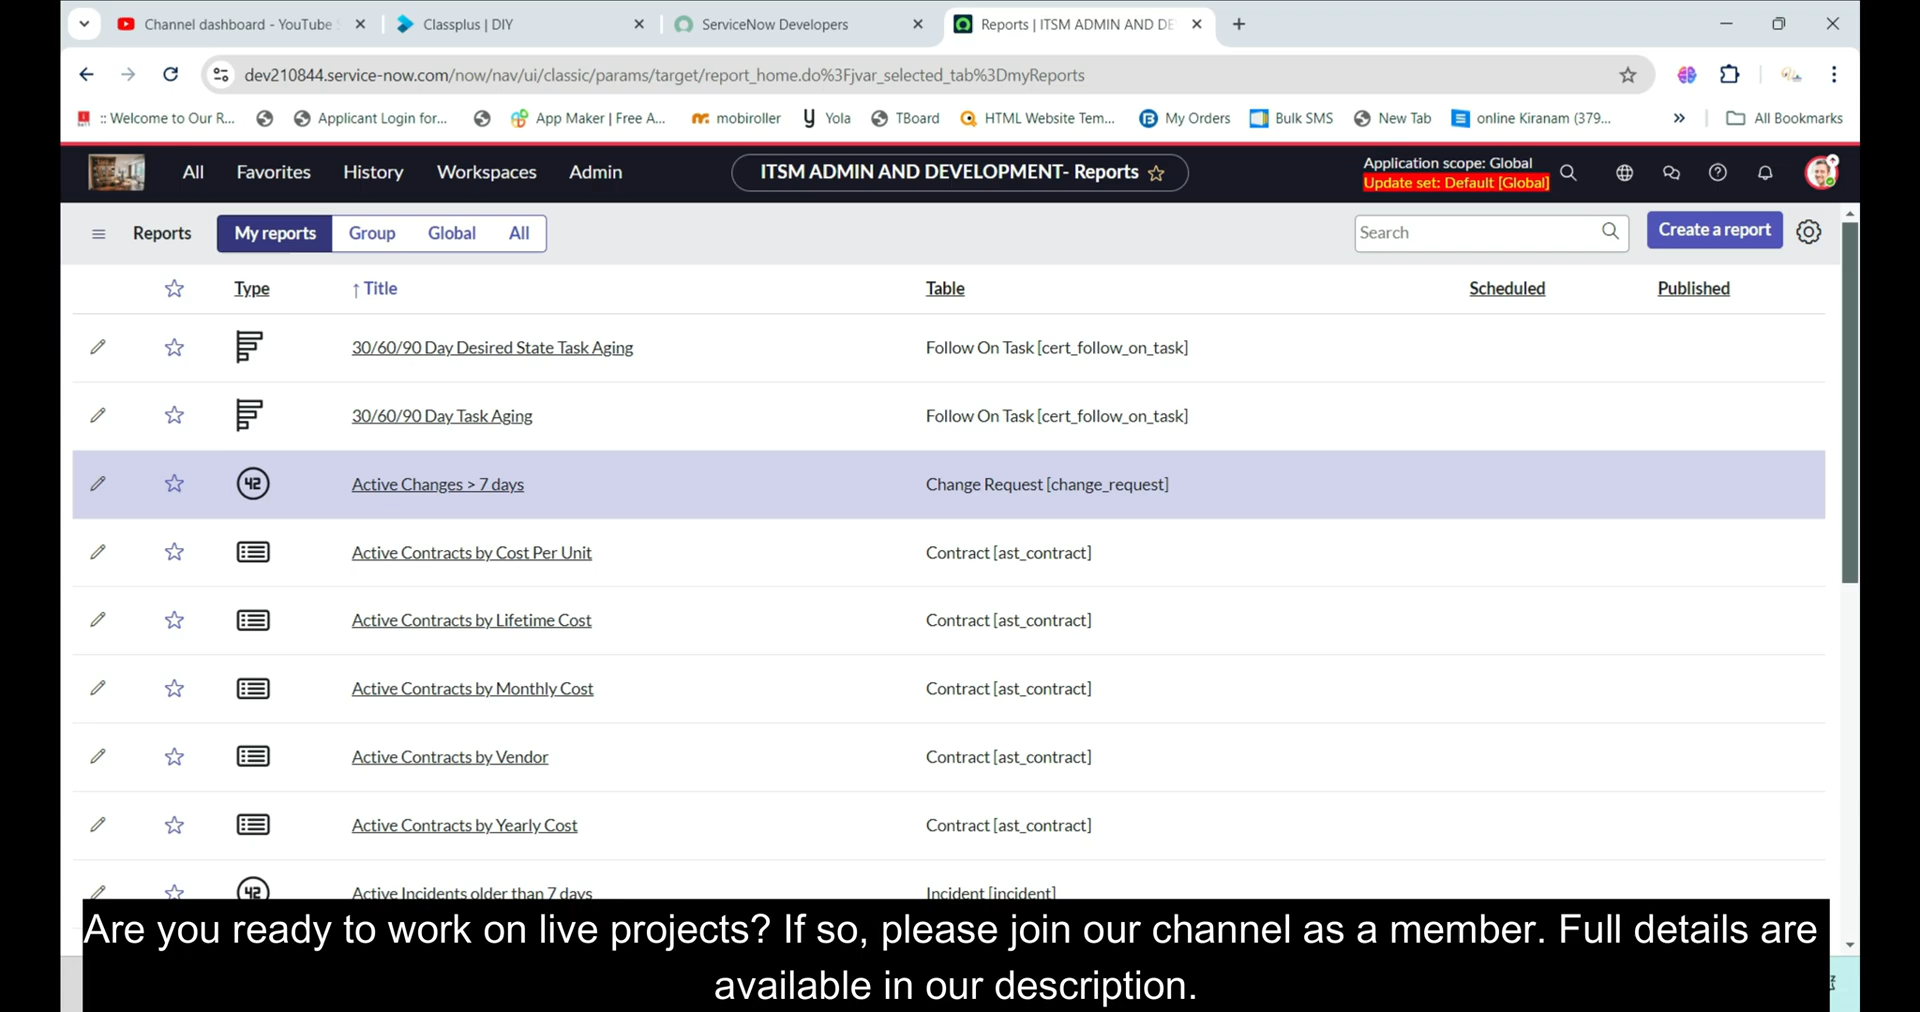 Channel dashboard - YouTube S
Classplus | DIY
ServiceNow Developers
Reports | ITSM ADMIN AND DE
dev210844.service-now.com/now/nav/ui/classic/params/target/report_home.do%3Fjvar_selected_tab%3DmyReports
:: Welcome to Our R...
Applicant Login for...
App Maker | Free A...
mobiroller
Yola
TBoard
HTML Website Tem...
My Orders
Bulk SMS
New Tab
online Kiranam (379...
All Bookmarks
All
Favorites
History
Workspaces
Admin
ITSM ADMIN AND DEVELOPMENT- Reports
Application scope: Global
Update set: Default [Global]
Reports
My reports
Group
Global
All
Search
Create a report
Type
↑ Title
Table
Scheduled
Published
30/60/90 Day Desired State Task Aging
Follow On Task [cert_follow_on_task]
30/60/90 Day Task Aging
Follow On Task [cert_follow_on_task]
42
Active Changes > 7 days
Change Request [change_request]
Active Contracts by Cost Per Unit
Contract [ast_contract]
Active Contracts by Lifetime Cost
Contract [ast_contract]
Active Contracts by Monthly Cost
Contract [ast_contract]
Active Contracts by Vendor
Contract [ast_contract]
Active Contracts by Yearly Cost
Contract [ast_contract]
42
Active Incidents older than 7 days
Incident [incident]
Are you ready to work on live projects? If so, please join our channel as a member. Full details are
available in our description.